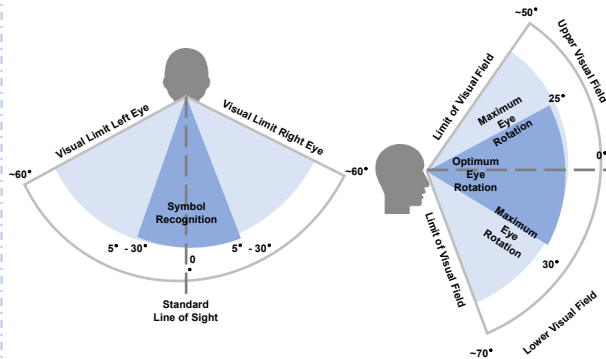 Visual Limit Left Eye
Visual Limit Right Eye
~60°
~60°
Symbol
Recognition
5° - 30°
5° - 30°
0
°
Standard
Line of Sight
~50°
Upper Visual Field
Limit of Visual Field
25°
Maximum
Eye
Rotation
0°
Optimum
Eye
Rotation
Maximum
Eye
Rotation
Limit of Visual Field
30°
Lower Visual Field
~70°